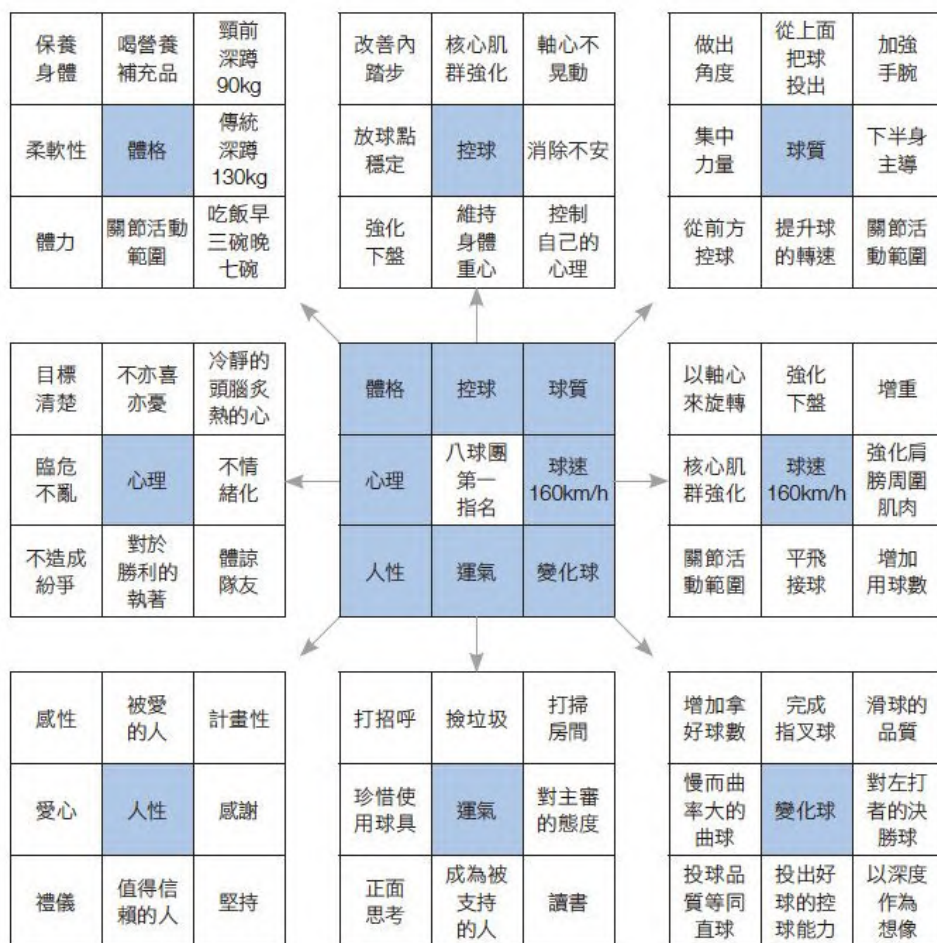 保養
身體
喝營養
補充品
頸前
深蹲
90kg
柔軟性
體格
傳統
深蹲
130kg
體力
關節活動
範圍
吃飯早
三碗晚
七碗
改善內
踏步
核心肌
群強化
軸心不
晃動
放球點
穩定
控球
消除不安
強化
下盤
維持
身體
重心
控制
自己的
心理
做出
角度
從上面
把球
投出
加強
手腕
集中
力量
球質
下半身
主導
從前方
控球
提升球
的轉速
關節活
動範圍
目標
清楚
不亦喜
亦憂
冷靜的
頭腦炙
熱的心
臨危
不亂
心理
不情
緒化
不造成
紛爭
對於
勝利的
執著
體諒
隊友
體格
控球
球質
心理
八球團
第一
指名
球速
160km/h
人性
運氣
變化球
以軸心
來旋轉
強化
下盤
增重
核心肌
群強化
球速
160km/h
強化肩
膀周圍
肌肉
關節活
動範圍
平飛
接球
增加
用球數
感性
被愛
的人
計畫性
愛心
人性
感謝
禮儀
值得信
賴的人
堅持
打招呼
撿垃圾
打掃
房間
珍惜使
用球具
運氣
對主審
的態度
正面
思考
成為被
支持
的人
讀書
增加拿
好球數
完成
指叉球
滑球的
品質
慢而曲
率大的
曲球
變化球
對左打
者的決
勝球
投球品
質等同
直球
投出好
球的控
球能力
以深度
作為
想像